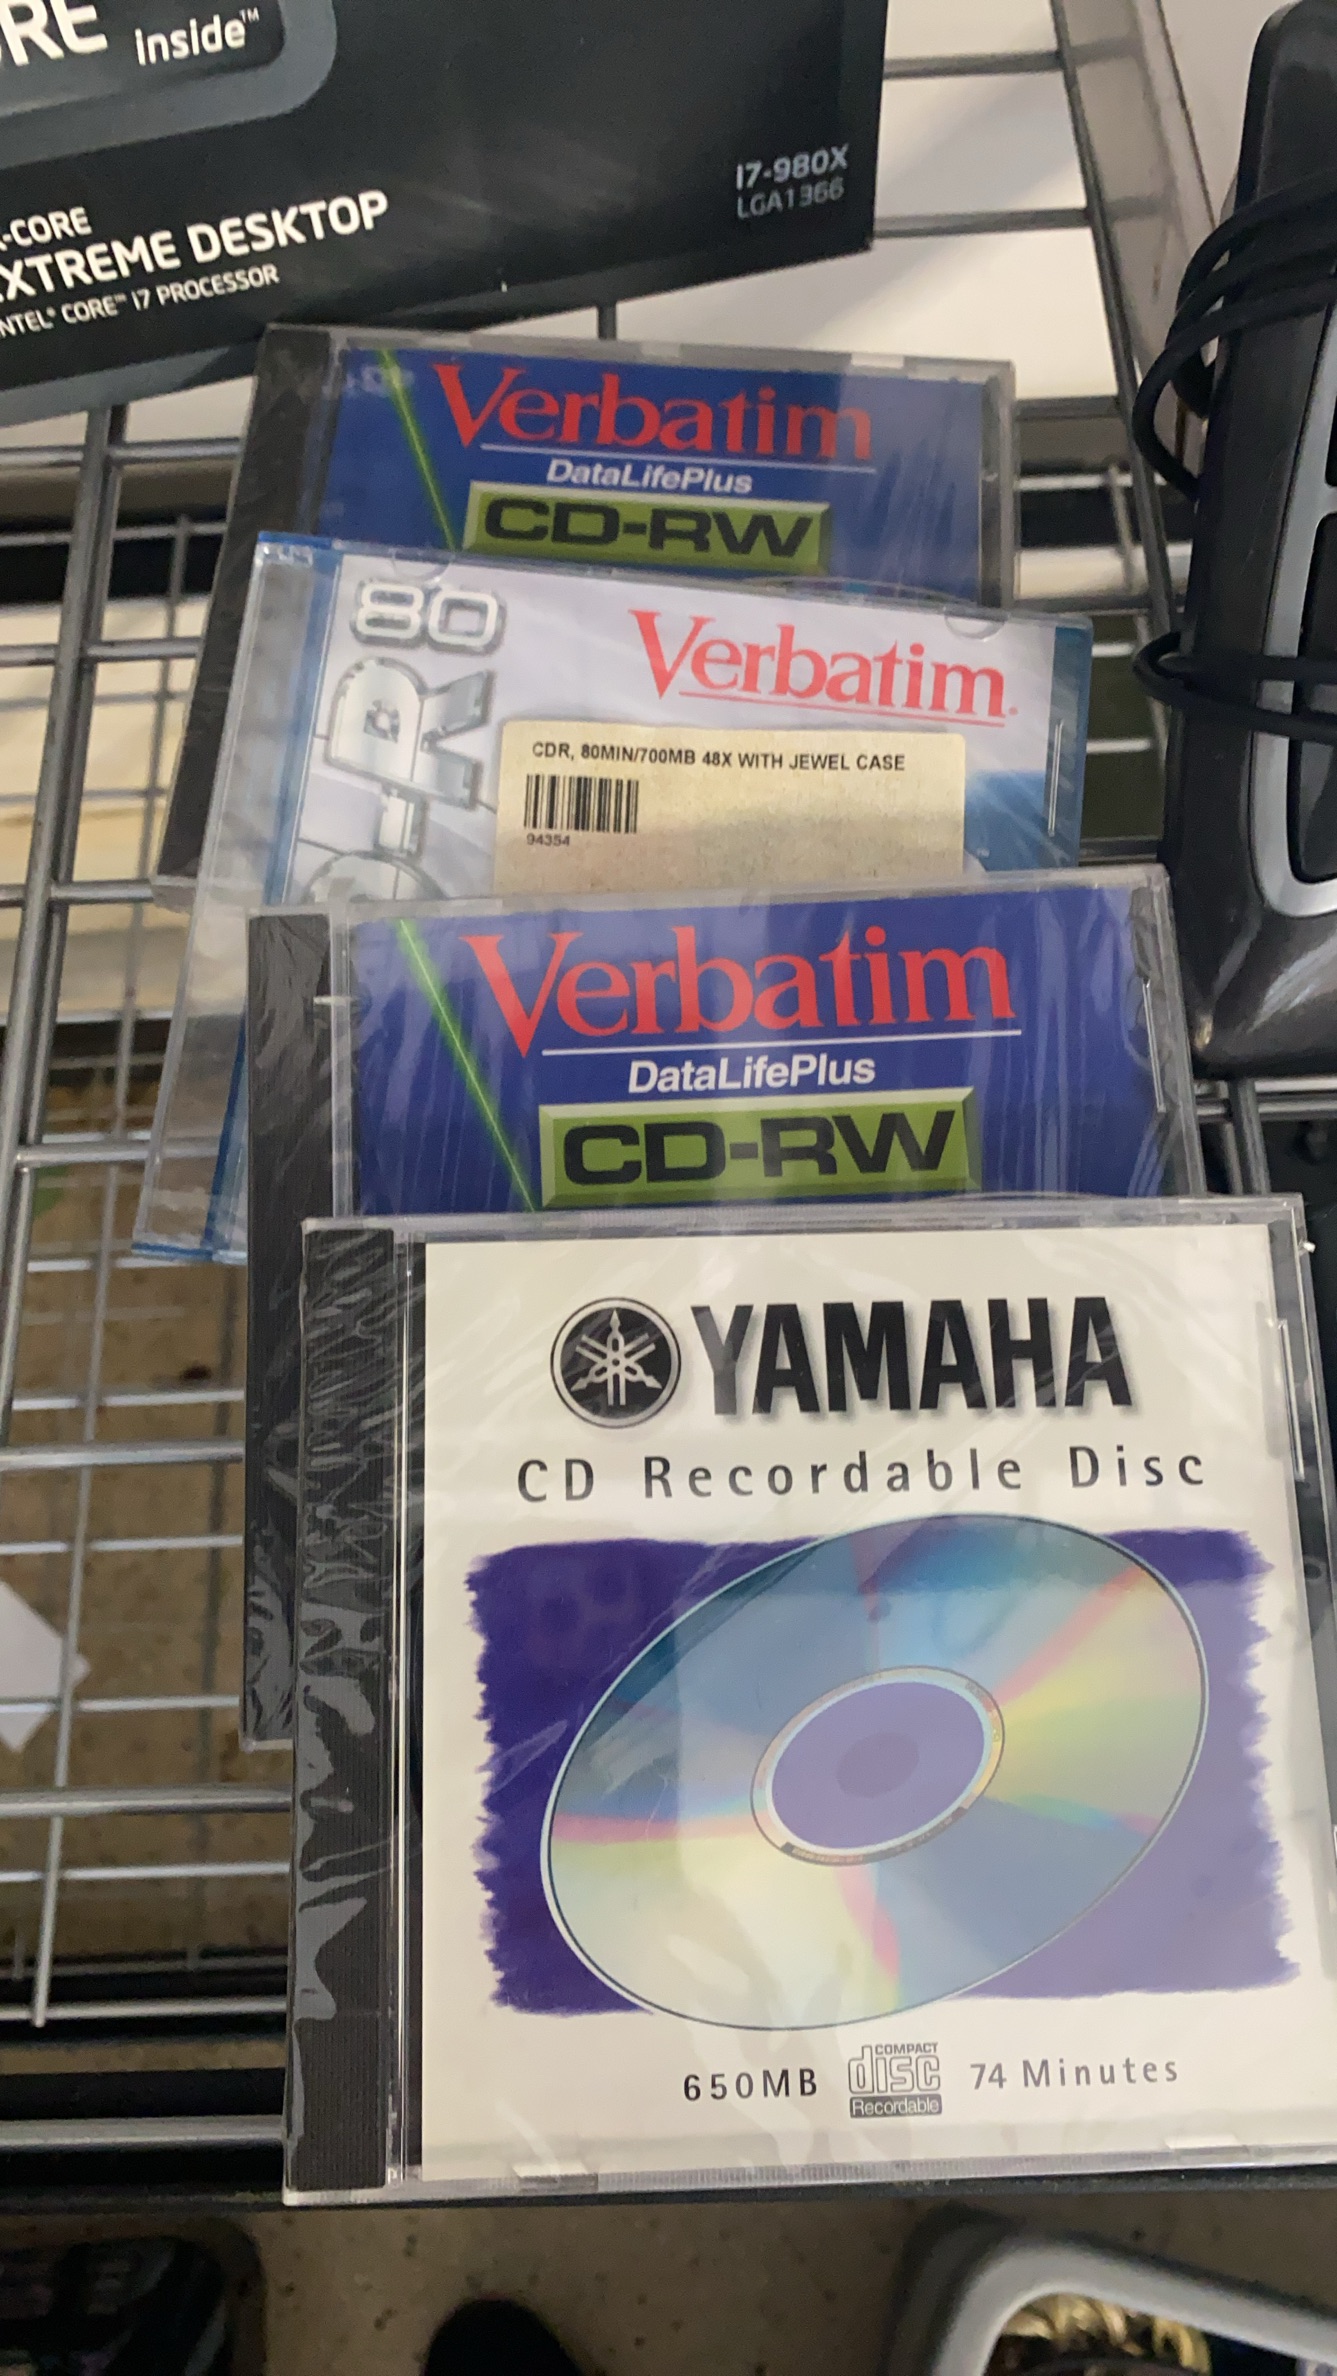 RE inside™
-CORE
XTREME DESKTOP
NTEL® CORE™ i7 PROCESSOR
I7-980X
LGA1366
Verbatim
DataLifePlus
CD-RW
80
Verbatim.
CDR, 80MIN/700MB 48X WITH JEWEL CASE
94354
Verbatim
DataLifePlus
CD-RW
YAMAHA
CD Recordable Disc
650MB
COMPACT
disc
Recordable
74 Minutes